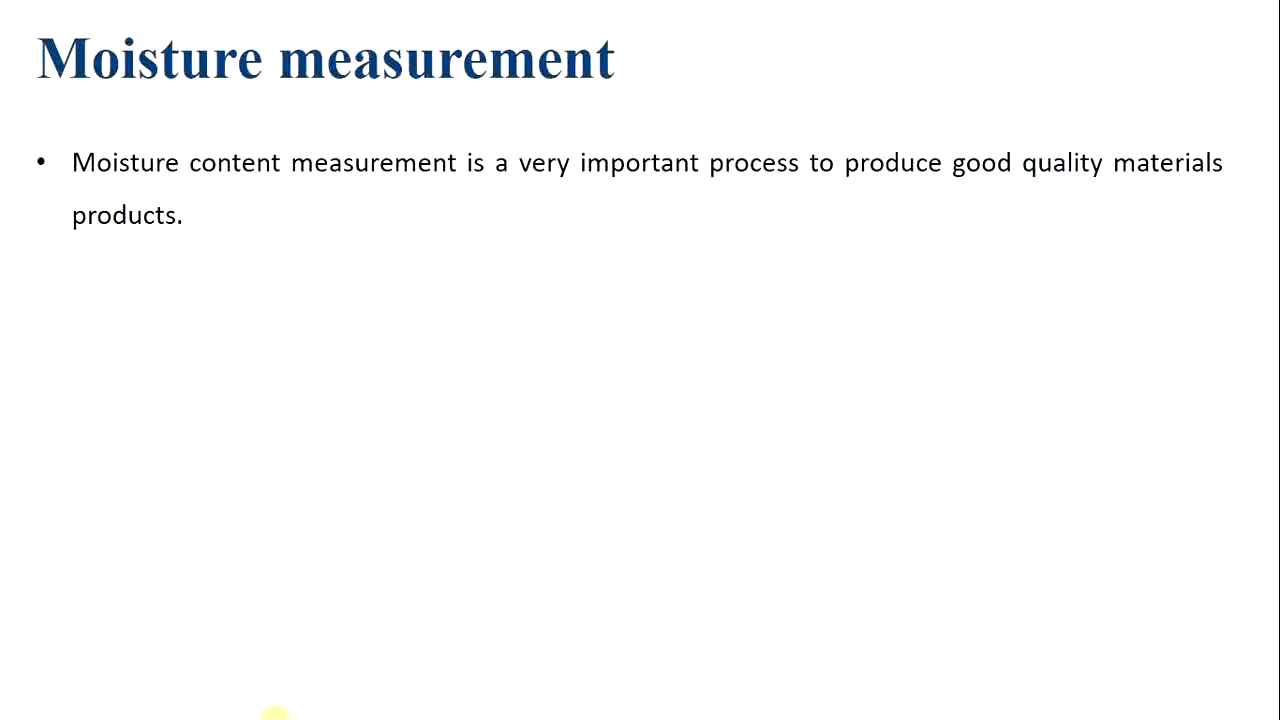 Moisture measurement
• Moisture content measurement is a very important process to produce good quality materials
products.